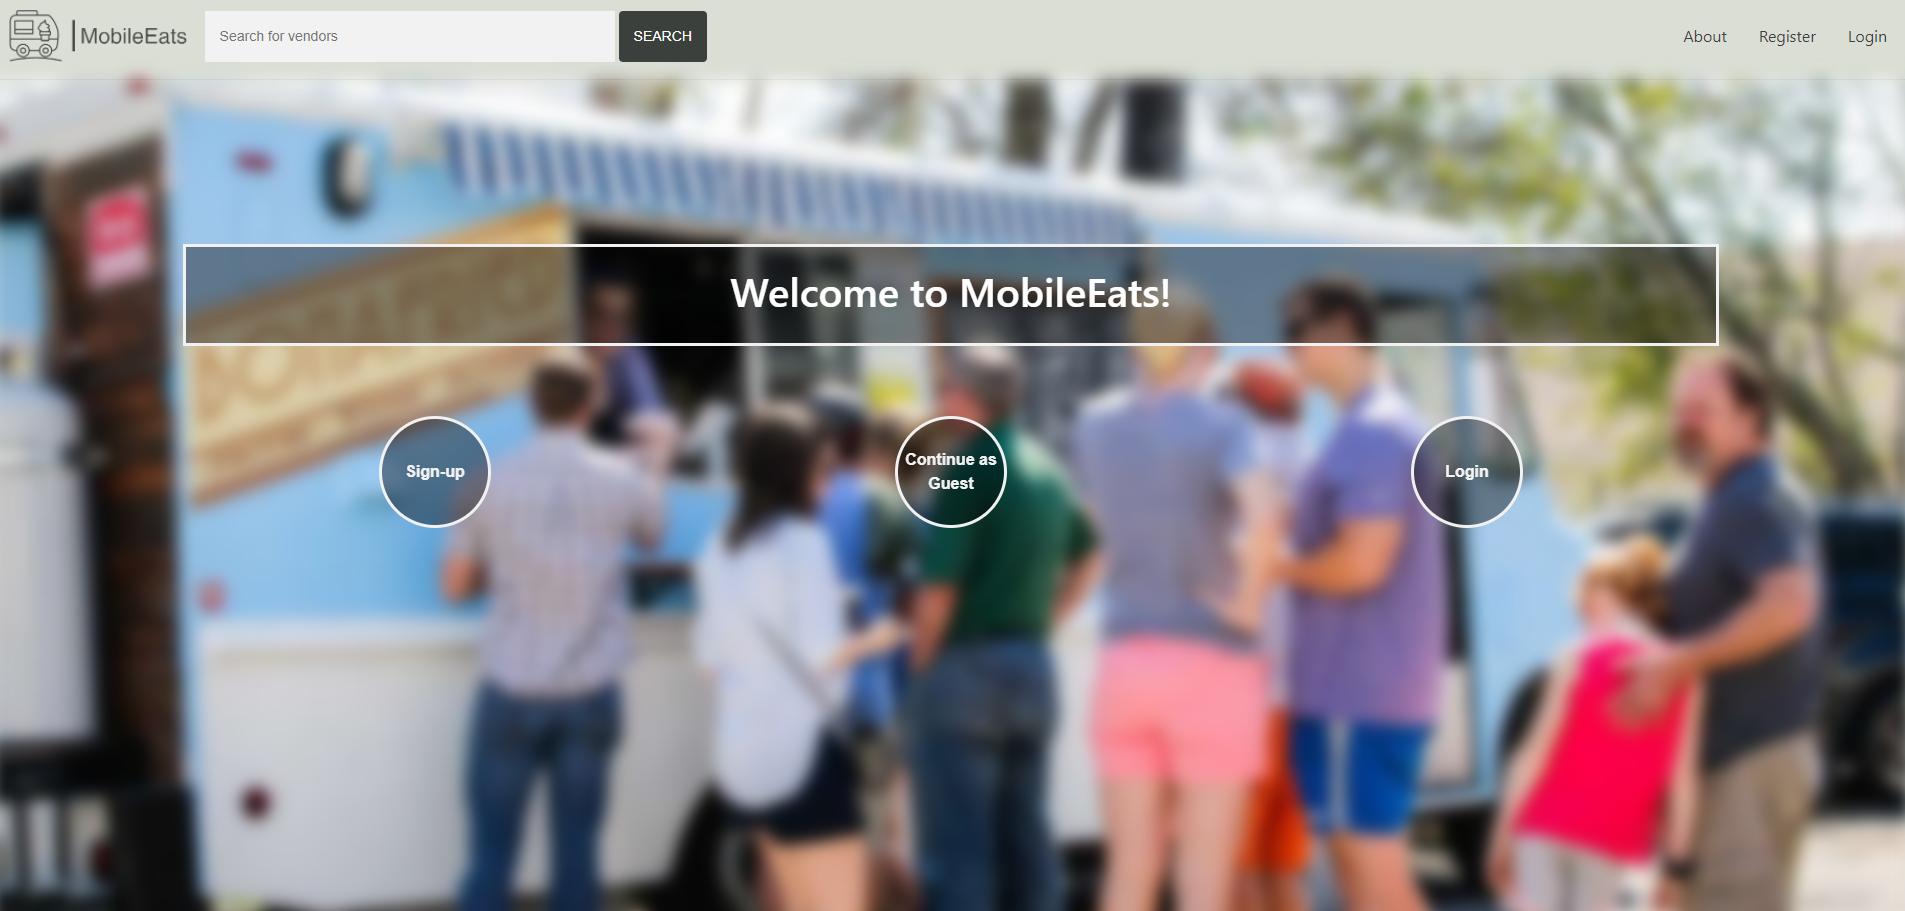 MobileEats
Search for vendors
SEARCH
About
Register
Login
Welcome to MobileEats!
Sign-up
Continue as
Guest
Login